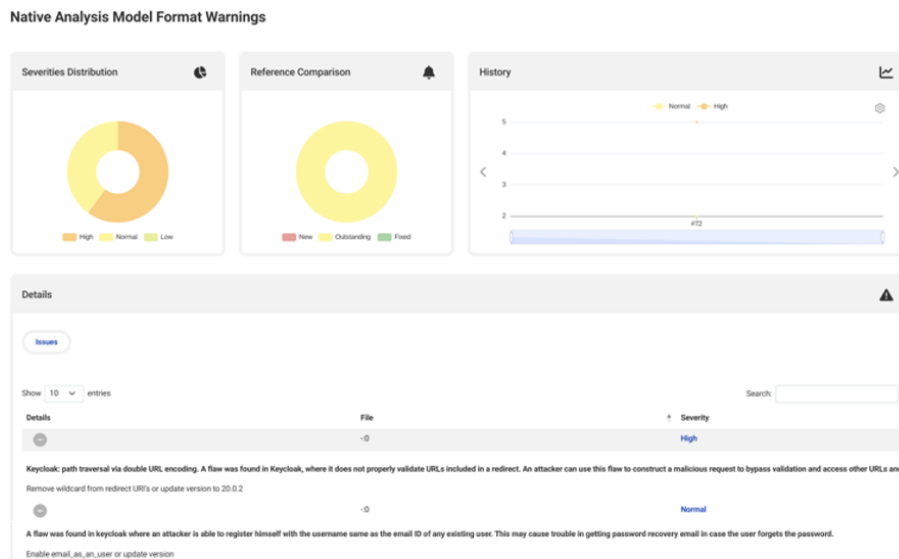 Native Analysis Model Format Warnings
Severities Distribution
Reference Comparison
History
Normal High
5
4
3
2
#72
High Normal Low
New Outstanding Fixed
Details
Issues
Show 10 entries
Search:
Details File Severity
-:0 High
Keycloak: path traversal via double URL encoding. A flaw was found in Keycloak, where it does not properly validate URLs included in a redirect. An attacker can use this flaw to construct a malicious request to bypass validation and access other URLs an
Remove wildcard from redirect URI's or update version to 20.0.2
-:0 Normal
A flaw was found in keycloak where an attacker is able to register himself with the username same as the email ID of any existing user. This may cause trouble in getting password recovery email in case the user forgets the password.
Enable email_as_an_user or update version